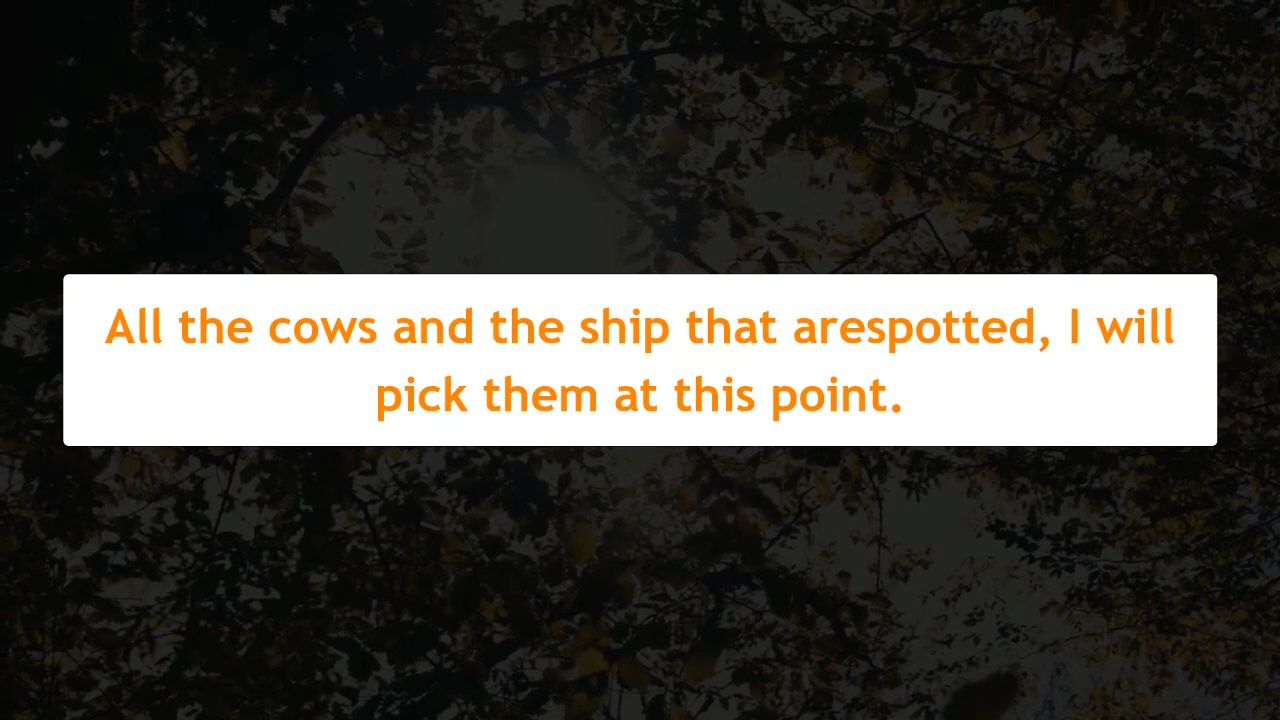 All the cows and the ship that arespotted, I will
pick them at this point.